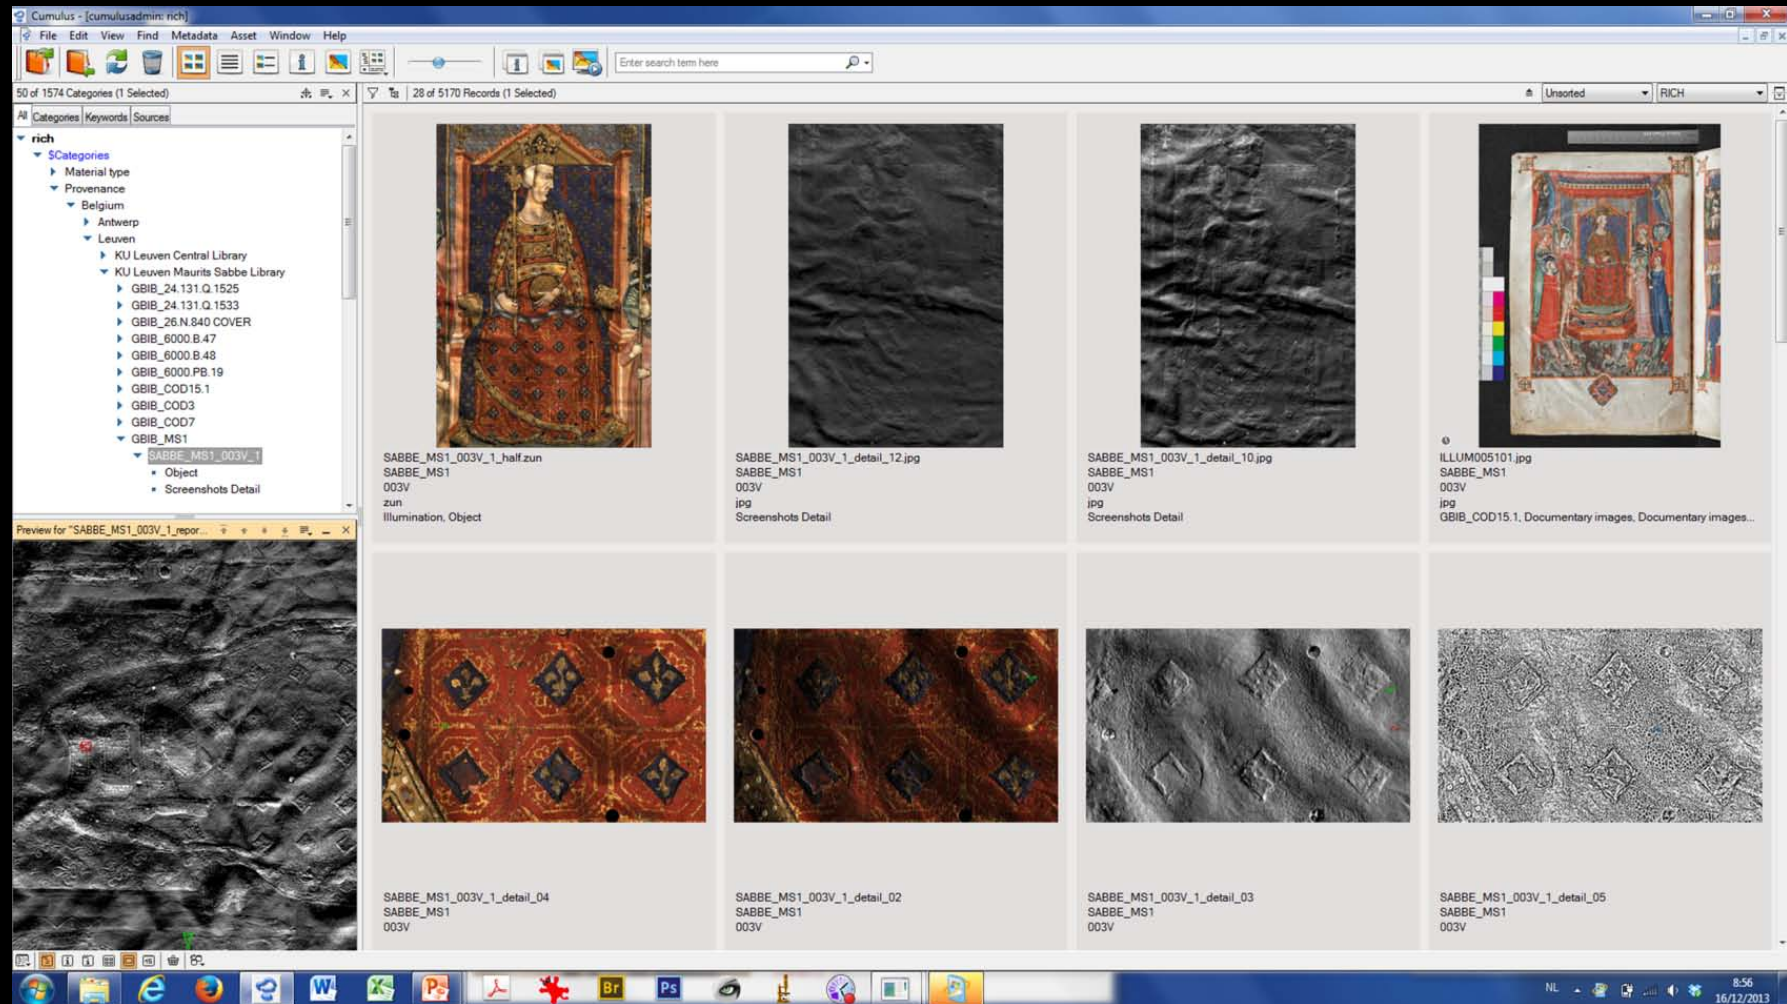 Cumulus - [cumulusadmin: rich]
File Edit View Find Metadata Asset Window Help
Enter search term here
50 of 1574 Categories (1 Selected)
28 of 5170 Records (1 Selected)
Unsorted
RICH
All Categories Keywords Sources
rich
$Categories
Material type
Provenance
Belgium
Antwerp
Leuven
KU Leuven Central Library
KU Leuven Maurits Sabbe Library
GBIB_24.131.Q.1525
GBIB_24.131.Q.1533
GBIB_26.N.840 COVER
GBIB_6000.B.47
GBIB_6000.B.48
GBIB_6000.PB.19
GBIB_COD15.1
GBIB_COD3
GBIB_COD7
GBIB_MS1
SABBE_MS1_003V_1
Object
Screenshots Detail
Preview for "SABBE_MS1_003V_1_repor...
SABBE_MS1_003V_1_half.zun
SABBE_MS1
003V
zun
Illumination, Object
SABBE_MS1_003V_1_detail_12.jpg
SABBE_MS1
003V
jpg
Screenshots Detail
SABBE_MS1_003V_1_detail_10.jpg
SABBE_MS1
003V
jpg
Screenshots Detail
ILLUM005101.jpg
SABBE_MS1
003V
jpg
GBIB_COD15.1, Documentary images, Documentary images...
SABBE_MS1_003V_1_detail_04
SABBE_MS1
003V
SABBE_MS1_003V_1_detail_02
SABBE_MS1
003V
SABBE_MS1_003V_1_detail_03
SABBE_MS1
003V
SABBE_MS1_003V_1_detail_05
SABBE_MS1
003V
Br
Ps
NL
8:56
16/12/2013